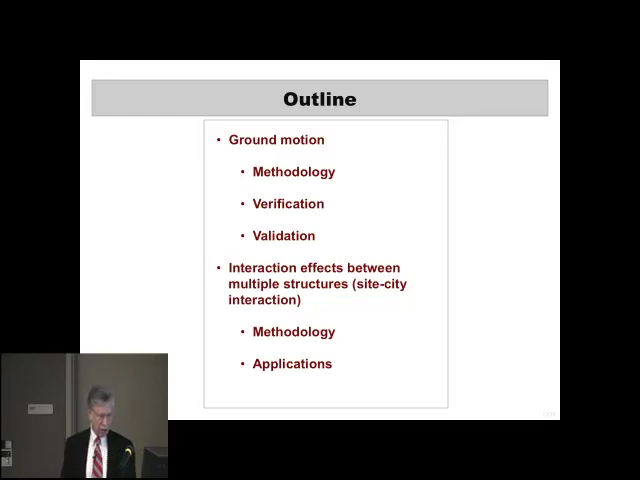 Outline
• Ground motion
• Methodology
• Verification
• Validation
• Interaction effects between
multiple structures (site-city
interaction)
• Methodology
• Applications